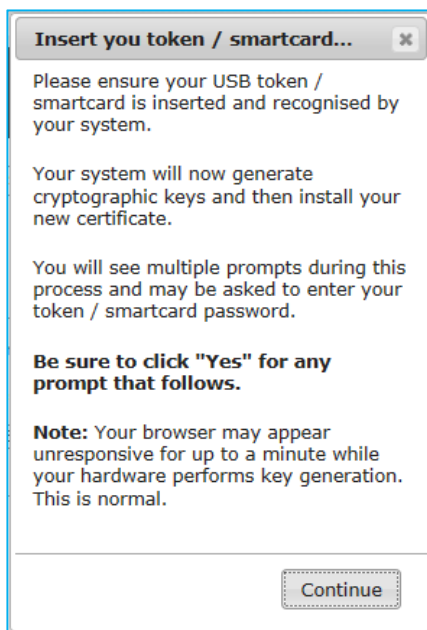 Insert you token / smartcard...
Please ensure your USB token /
smartcard is inserted and recognised by
your system.
Your system will now generate
cryptographic keys and then install your
new certificate.
You will see multiple prompts during this
process and may be asked to enter your
token / smartcard password.
Be sure to click "Yes" for any
prompt that follows.
Note: Your browser may appear
unresponsive for up to a minute while
your hardware performs key generation.
This is normal.
Continue